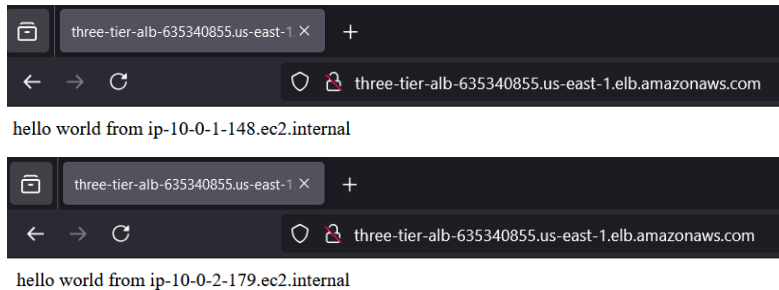 three-tier-alb-635340855.us-east-1.
three-tier-alb-635340855.us-east-1.elb.amazonaws.com
hello world from ip-10-0-1-148.ec2.internal
three-tier-alb-635340855.us-east-1
three-tier-alb-635340855.us-east-1.elb.amazonaws.com
hello world from ip-10-0-2-179.ec2.internal